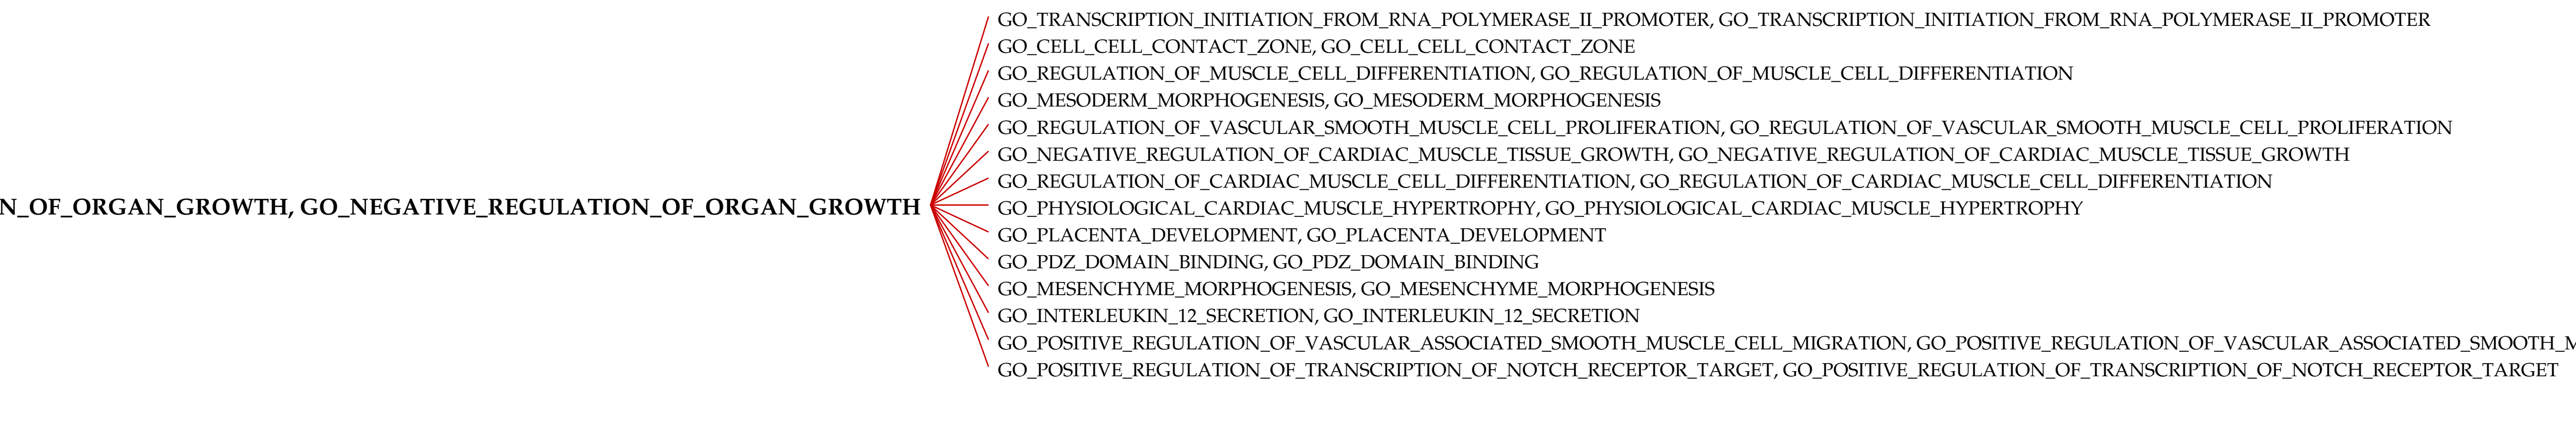 GO_TRANSCRIPTION_INITIATION_FROM_RNA_POLYMERASE_II_PROMOTER, GO_TRANSCRIPTION_INITIATION_FROM_RNA_POLYMERASE_II_PROMOTER
GO_CELL_CELL_CONTACT_ZONE, GO_CELL_CELL_CONTACT_ZONE
GO_REGULATION_OF_MUSCLE_CELL_DIFFERENTIATION, GO_REGULATION_OF_MUSCLE_CELL_DIFFERENTIATION
GO_MESODERM_MORPHOGENESIS, GO_MESODERM_MORPHOGENESIS
GO_REGULATION_OF_VASCULAR_SMOOTH_MUSCLE_CELL_PROLIFERATION, GO_REGULATION_OF_VASCULAR_SMOOTH_MUSCLE_CELL_PROLIFERATION
GO_NEGATIVE_REGULATION_OF_CARDIAC_MUSCLE_TISSUE_GROWTH, GO_NEGATIVE_REGULATION_OF_CARDIAC_MUSCLE_TISSUE_GROWTH
GO_REGULATION_OF_CARDIAC_MUSCLE_CELL_DIFFERENTIATION, GO_REGULATION_OF_CARDIAC_MUSCLE_CELL_DIFFERENTIATION
N_OF_ORGAN_GROWTH, GO_NEGATIVE_REGULATION_OF_ORGAN_GROWTH
GO_PHYSIOLOGICAL_CARDIAC_MUSCLE_HYPERTROPHY, GO_PHYSIOLOGICAL_CARDIAC_MUSCLE_HYPERTROPHY
GO_PLACENTA_DEVELOPMENT, GO_PLACENTA_DEVELOPMENT
GO_PDZ_DOMAIN_BINDING, GO_PDZ_DOMAIN_BINDING
GO_MESENCHYME_MORPHOGENESIS, GO_MESENCHYME_MORPHOGENESIS
GO_INTERLEUKIN_12_SECRETION, GO_INTERLEUKIN_12_SECRETION
GO_POSITIVE_REGULATION_OF_VASCULAR_ASSOCIATED_SMOOTH_MUSCLE_CELL_MIGRATION, GO_POSITIVE_REGULATION_OF_VASCULAR_ASSOCIATED_SMOOTH_M
GO_POSITIVE_REGULATION_OF_TRANSCRIPTION_OF_NOTCH_RECEPTOR_TARGET, GO_POSITIVE_REGULATION_OF_TRANSCRIPTION_OF_NOTCH_RECEPTOR_TARGET